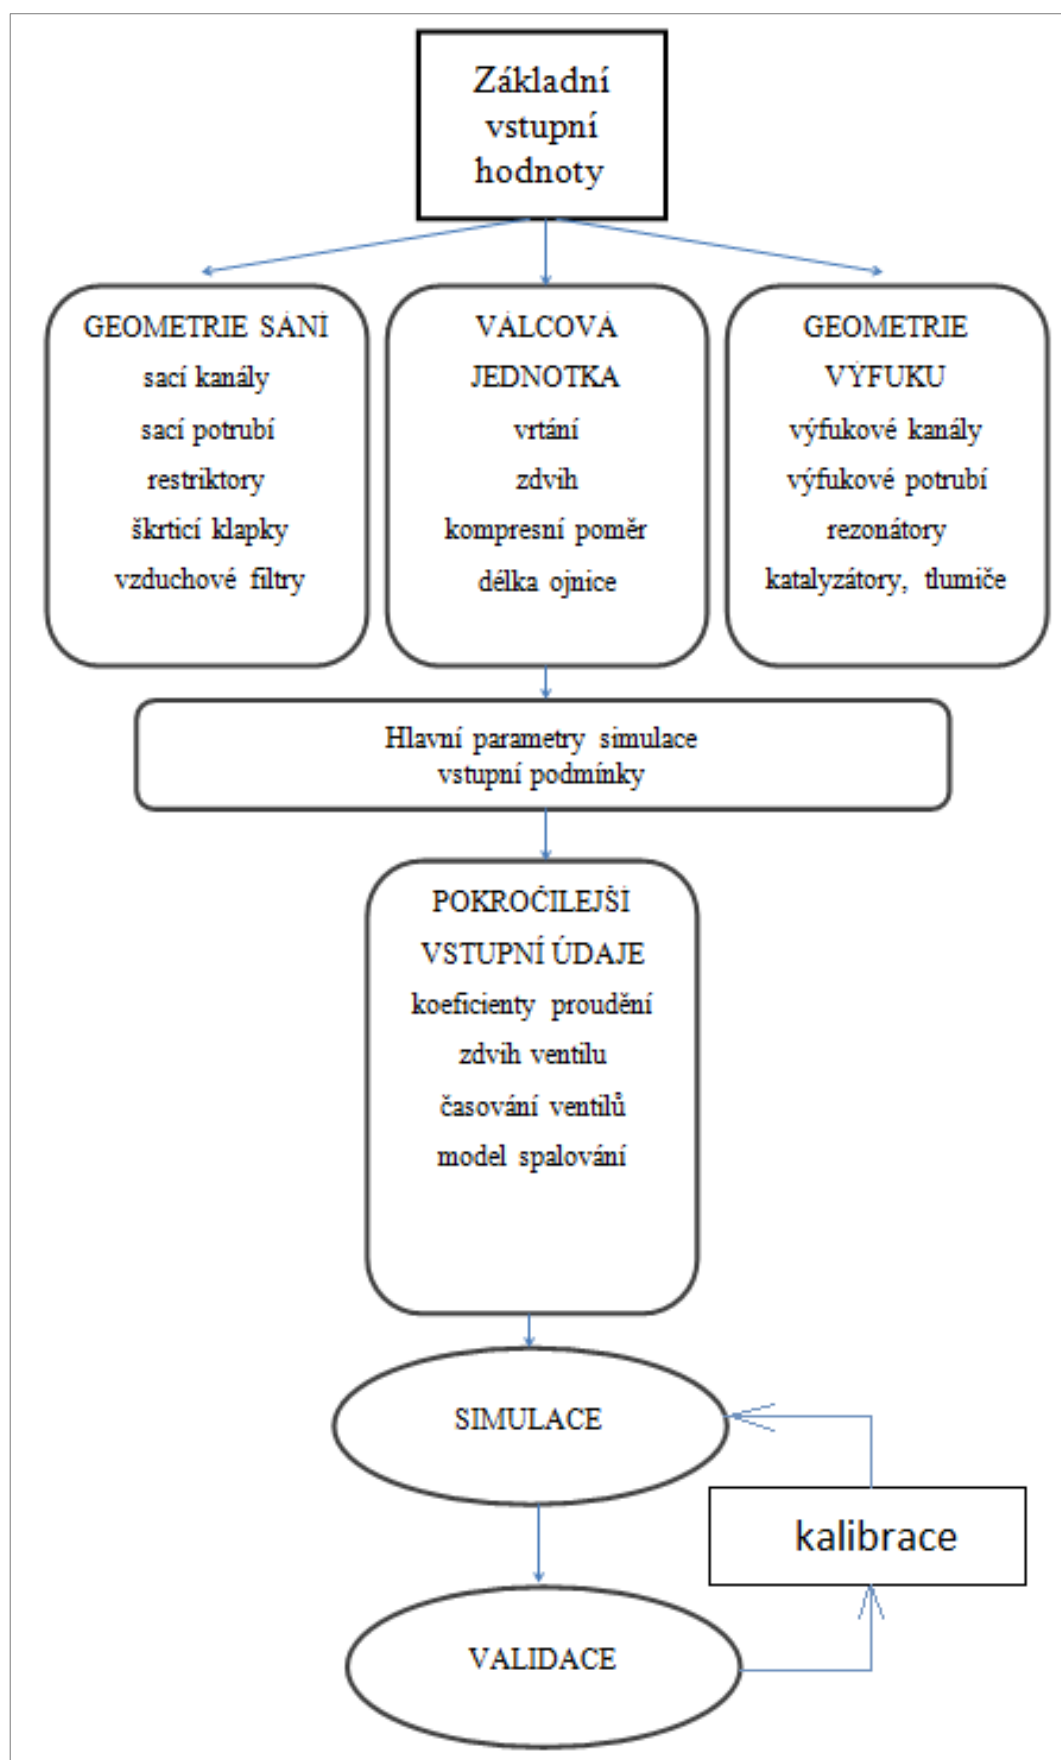 Základní
vstupní
hodnoty
GEOMETRIE SÁNÍ
sací kanály
sací potrubí
restriktory
škrticí klapky
vzduchové filtry
VÁLCOVÁ
JEDNOTKA
vrtání
zdvih
kompresní poměr
délka ojnice
GEOMETRIE
VÝFUKU
výfukové kanály
výfukové potrubí
rezonátory
katalyzátory, tlumiče
Hlavní parametry simulace
vstupní podmínky
POKROČILEJŠÍ
VSTUPNÍ ÚDAJE
koeficienty proudění
zdvih ventilu
časování ventilů
model spalování
SIMULACE
kalibrace
VALIDACE